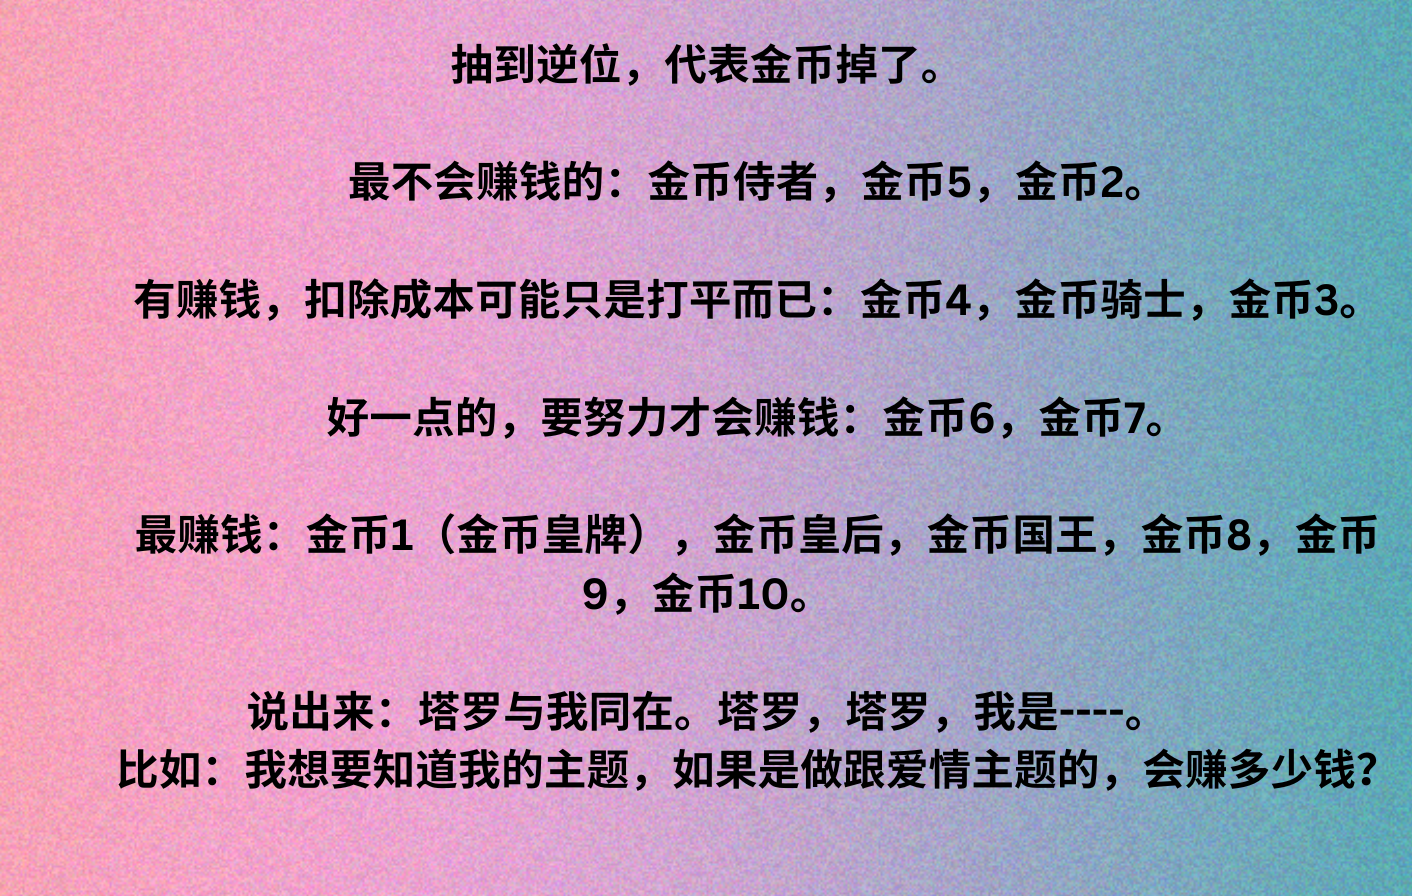 抽到逆位，代表金币掉了。
最不会赚钱的：金币侍者，金币5，金币2。
有赚钱，扣除成本可能只是打平而已：金币4，金币骑士，金币3。
好一点的，要努力才会赚钱：金币6，金币7。
最赚钱：金币1（金币皇牌），金币皇后，金币国王，金币8，金币
9，金币10。
说出来：塔罗与我同在。塔罗，塔罗，我是----。
比如：我想要知道我的主题，如果是做跟爱情主题的，会赚多少钱？